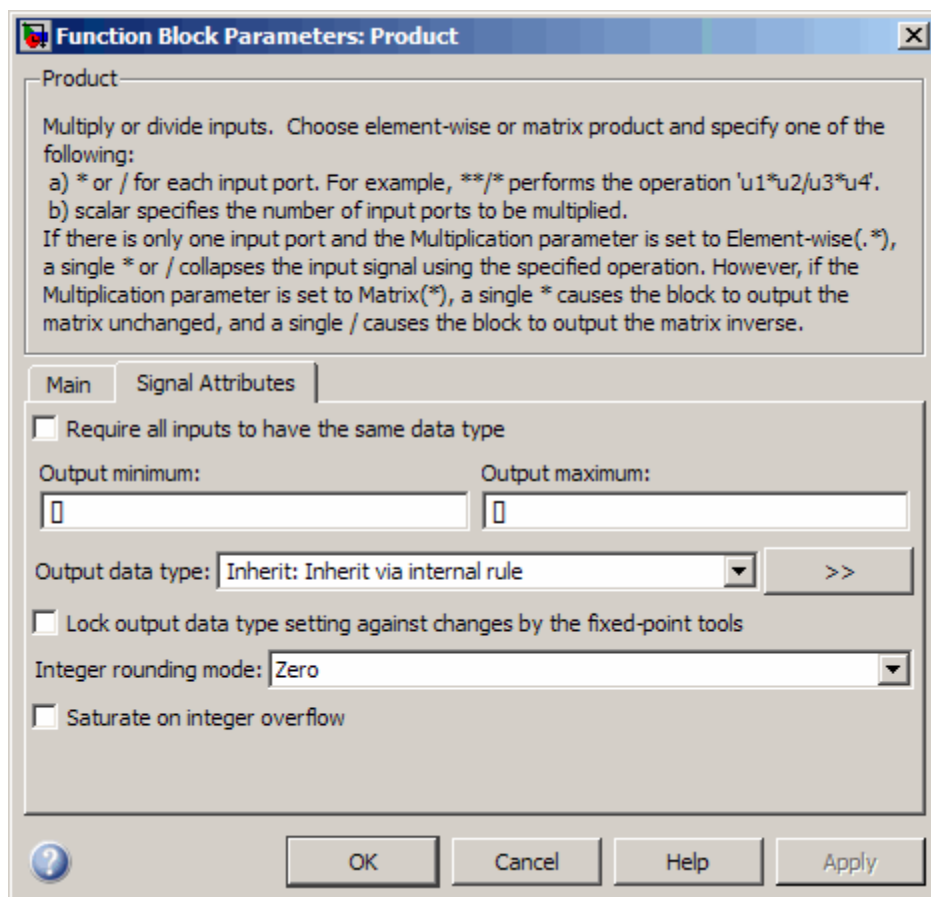 Function Block Parameters: Product
Product
Multiply or divide inputs.  Choose element-wise or matrix product and specify one of the
following:
a) * or / for each input port. For example, **/* performs the operation 'u1*u2/u3*u4'.
b) scalar specifies the number of input ports to be multiplied.
If there is only one input port and the Multiplication parameter is set to Element-wise(.*),
a single * or / collapses the input signal using the specified operation. However, if the
Multiplication parameter is set to Matrix(*), a single * causes the block to output the
matrix unchanged, and a single / causes the block to output the matrix inverse.
Main Signal Attributes
Require all inputs to have the same data type
Output minimum: Output maximum:
[] []
Output data type: Inherit: Inherit via internal rule >>
Lock output data type setting against changes by the fixed-point tools
Integer rounding mode: Zero
Saturate on integer overflow
? OK Cancel Help Apply